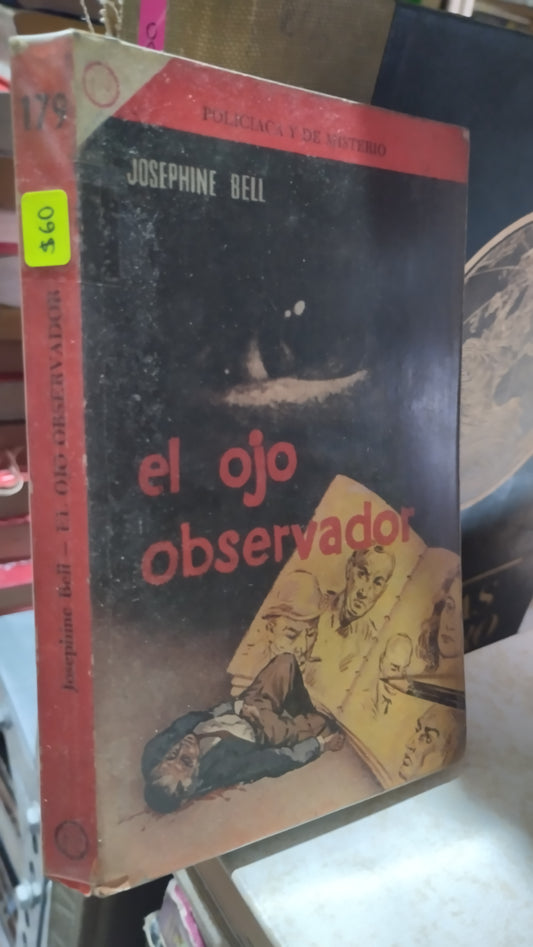 179
$60
Josephine Bell — EL OJO OBSERVADOR
POLICIACA Y DE MISTERIO
JOSEPHINE BELL
el ojo
observador